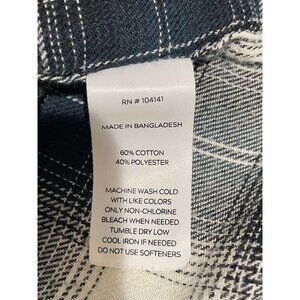 RN # 104141
MADE IN BANGLADESH
60% COTTON
40% POLYESTER
MACHINE WASH COLD
WITH LIKE COLORS
ONLY NON-CHLORINE
BLEACH WHEN NEEDED
TUMBLE DRY LOW
COOL IRON IF NEEDED
DO NOT USE SOFTENERS